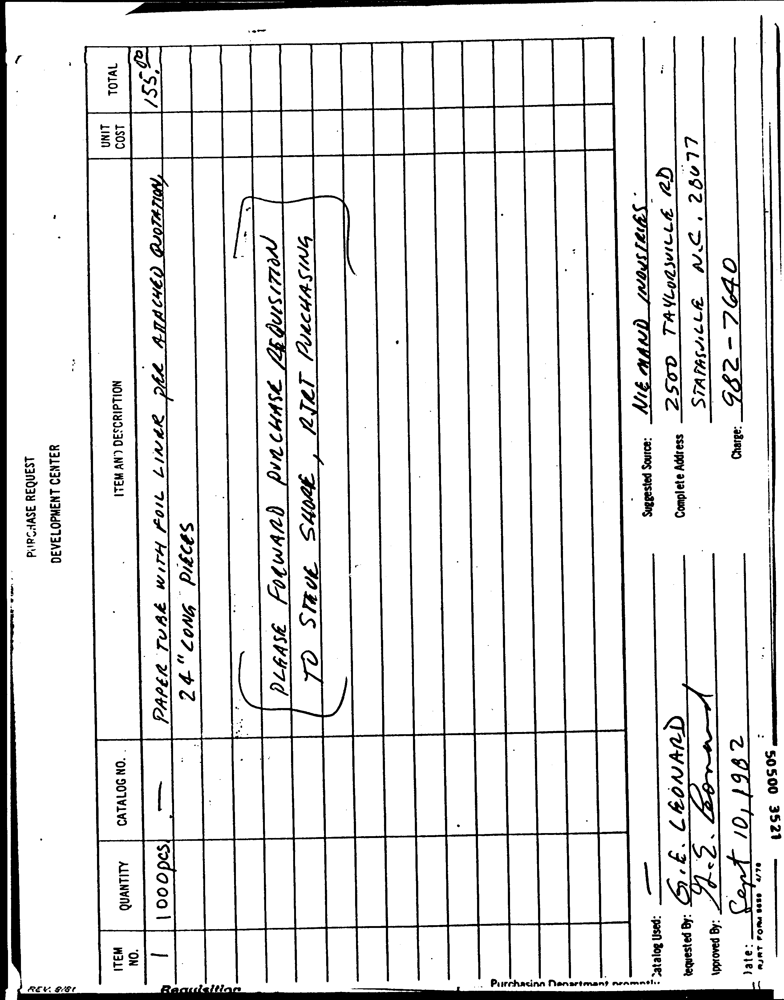 PURCHASE REQUEST
DEVELOPMENT CENTER
ITEM NO. QUANTITY CATALOG NO. ITEM AND DESCRIPTION UNIT COST TOTAL
1 1000 pcs. — PAPER TUBE WITH FOIL LINER PER ATTACHED QUOTATION, 155.00
24" LONG PIECES
PLEASE FORWARD PURCHASE REQUISITION
TO STEVE SHORE, RJRT PURCHASING
Catalog Used: — Suggested Source: NIEMAND INDUSTRIES
Requested By: G.E. LEONARD Complete Address 2500 TAYLORSVILLE RD
Approved By: G.E. Leonard STATESVILLE N.C. 28677
Date: Sept 10, 1982 Charge: 982-7640
RJRT FORM 4/78
50500 3521
REV. 8/81
Requisition
Purchasing Department promptly